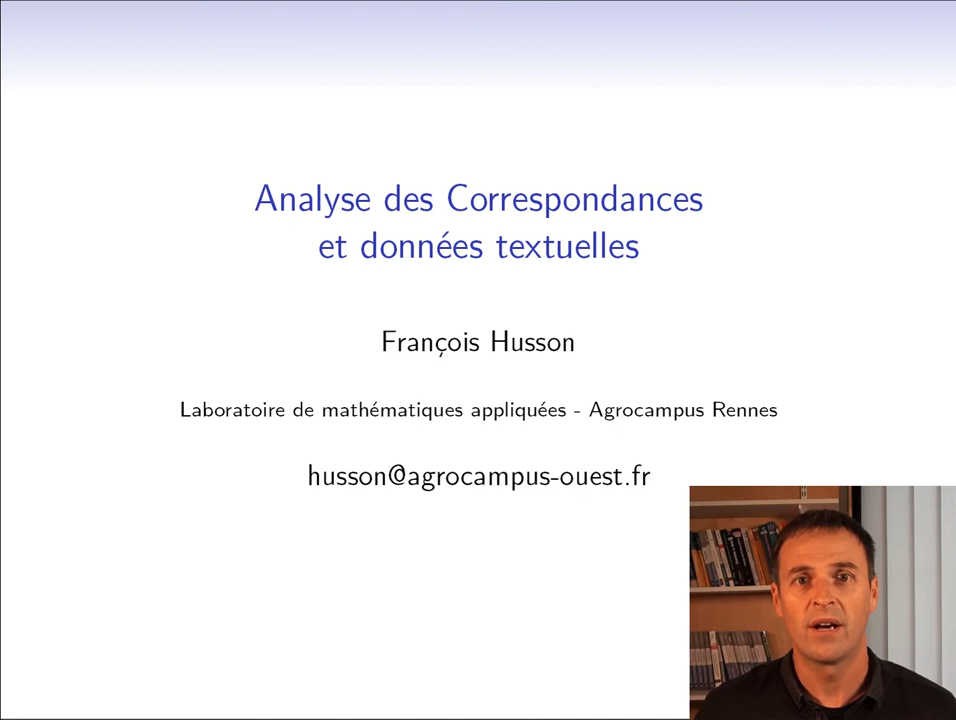 Analyse des Correspondances
et données textuelles
François Husson
Laboratoire de mathématiques appliquées - Agrocampus Rennes
husson@agrocampus-ouest.fr